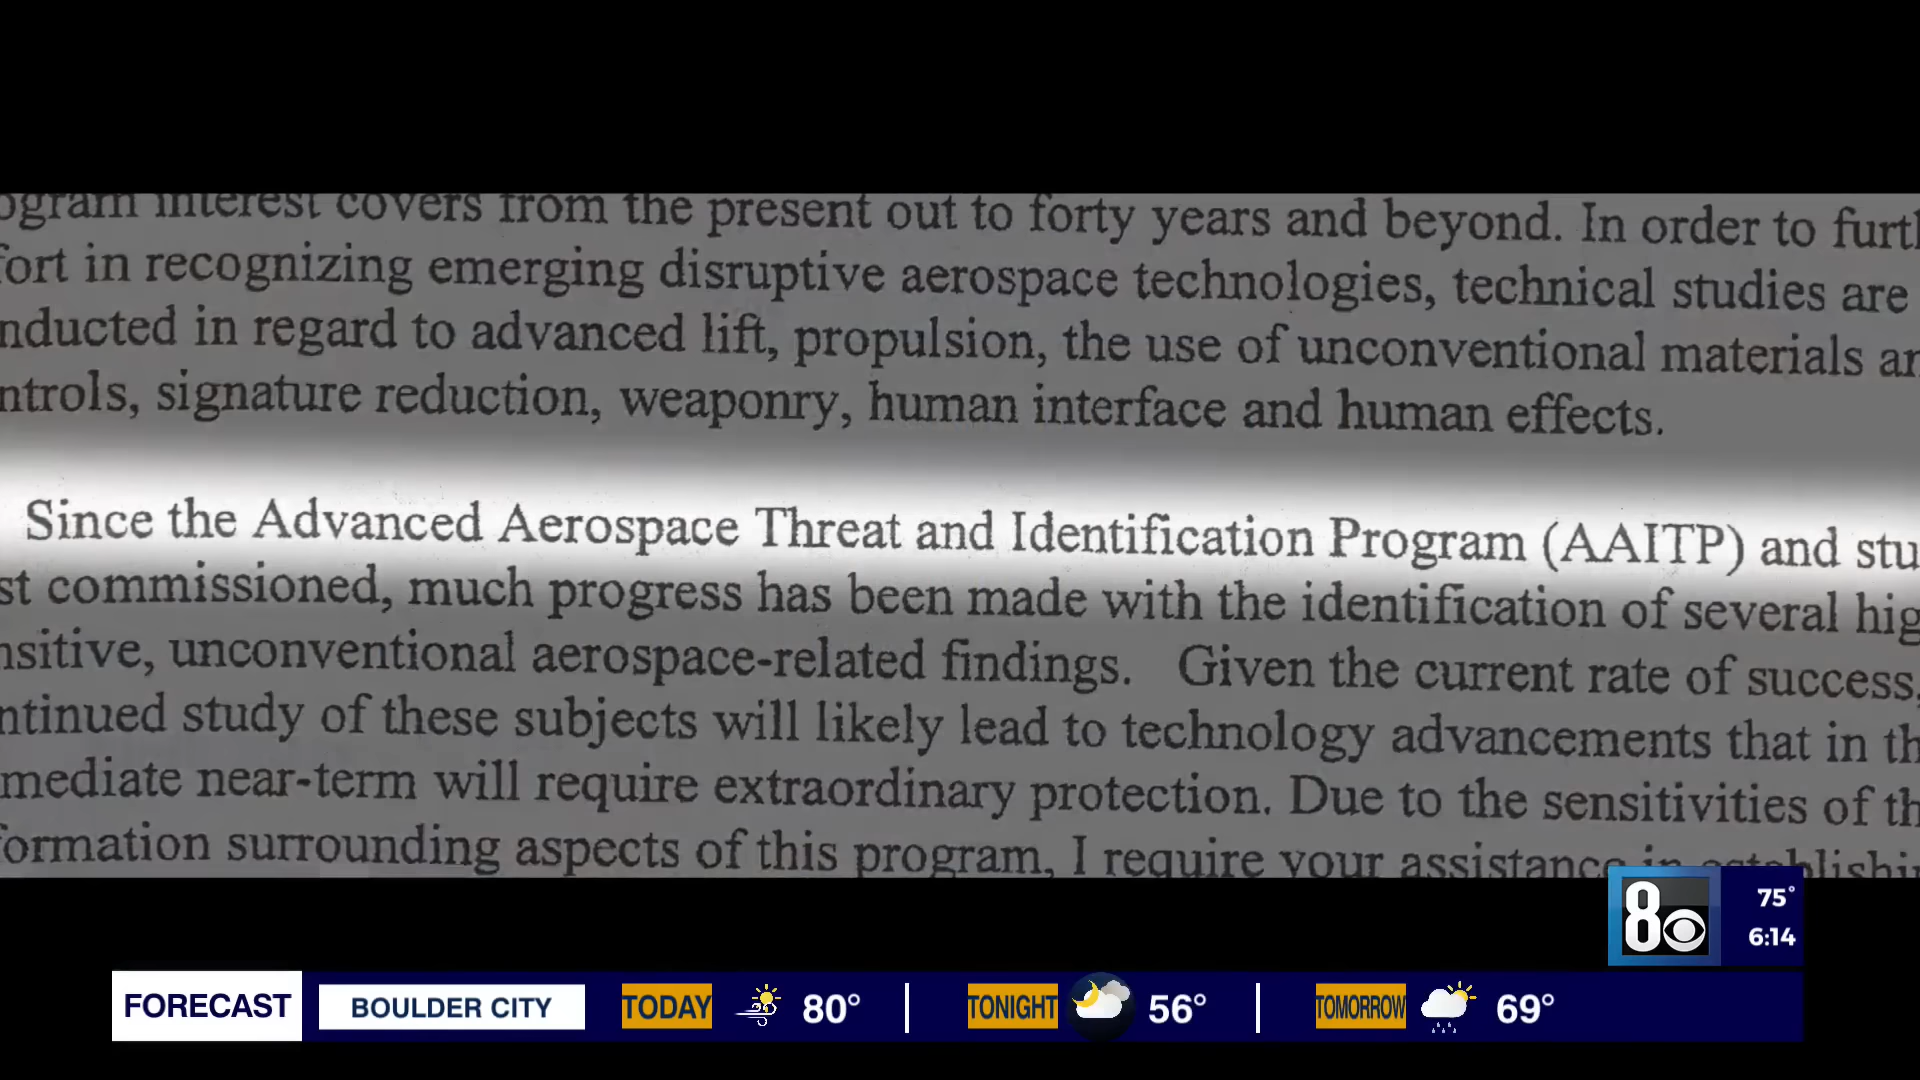 ogram interest covers from the present out to forty years and beyond. In order to furth
fort in recognizing emerging disruptive aerospace technologies, technical studies are
nducted in regard to advanced lift, propulsion, the use of unconventional materials an
ntrols, signature reduction, weaponry, human interface and human effects.
Since the Advanced Aerospace Threat and Identification Program (AAITP) and stu
st commissioned, much progress has been made with the identification of several hig
nsitive, unconventional aerospace-related findings. Given the current rate of success,
ntinued study of these subjects will likely lead to technology advancements that in th
mediate near-term will require extraordinary protection. Due to the sensitivities of th
formation surrounding aspects of this program, I require your assistance in establishin
8
75°
6:14
FORECAST BOULDER CITY TODAY 80° TONIGHT 56° TOMORROW 69°